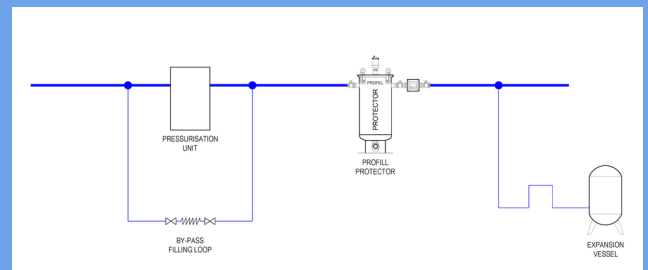 PROFILL
PROTECTOR
PRESSURISATION
UNIT
PROFILL
PROTECTOR
BY-PASS
FILLING LOOP
EXPANSION
VESSEL